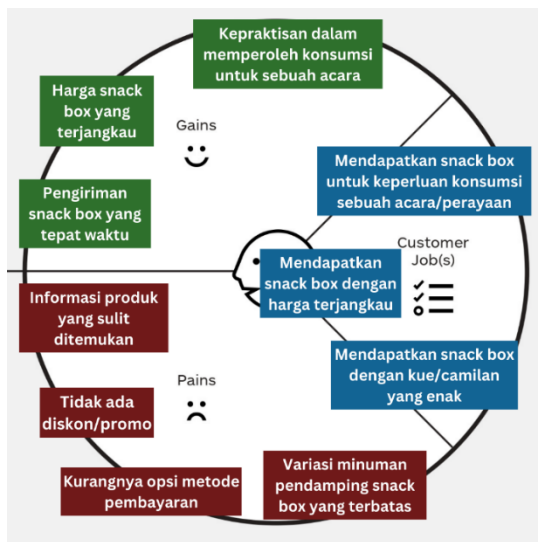 Kepraktisan dalam
memperoleh konsumsi
untuk sebuah acara
Harga snack
box yang
terjangkau
Gains
Pengiriman
snack box yang
tepat waktu
Mendapatkan snack box
untuk keperluan konsumsi
sebuah acara/perayaan
Customer
Job(s)
Mendapatkan
snack box dengan
harga terjangkau
Mendapatkan snack box
dengan kue/camilan
yang enak
Informasi produk
yang sulit
ditemukan
Pains
Tidak ada
diskon/promo
Kurangnya opsi metode
pembayaran
Variasi minuman
pendamping snack
box yang terbatas